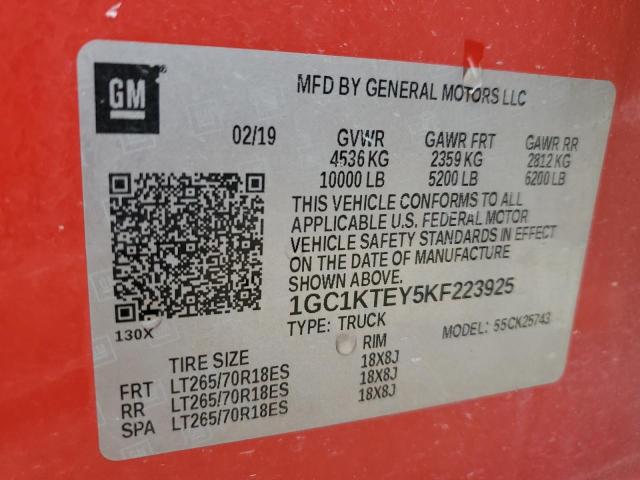 GM
MFD BY GENERAL MOTORS LLC
02/19 GVWR GAWR FRT GAWR RR
4536 KG 2359 KG 2812 KG
10000 LB 5200 LB 6200 LB
THIS VEHICLE CONFORMS TO ALL
APPLICABLE U.S. FEDERAL MOTOR
VEHICLE SAFETY STANDARDS IN EFFECT
ON THE DATE OF MANUFACTURE
SHOWN ABOVE.
1GC1KTEY5KF223925
130X
TYPE: TRUCK MODEL: 55CK25743
TIRE SIZE RIM
FRT LT265/70R18ES 18X8J
RR LT265/70R18ES 18X8J
SPA LT265/70R18ES 18X8J